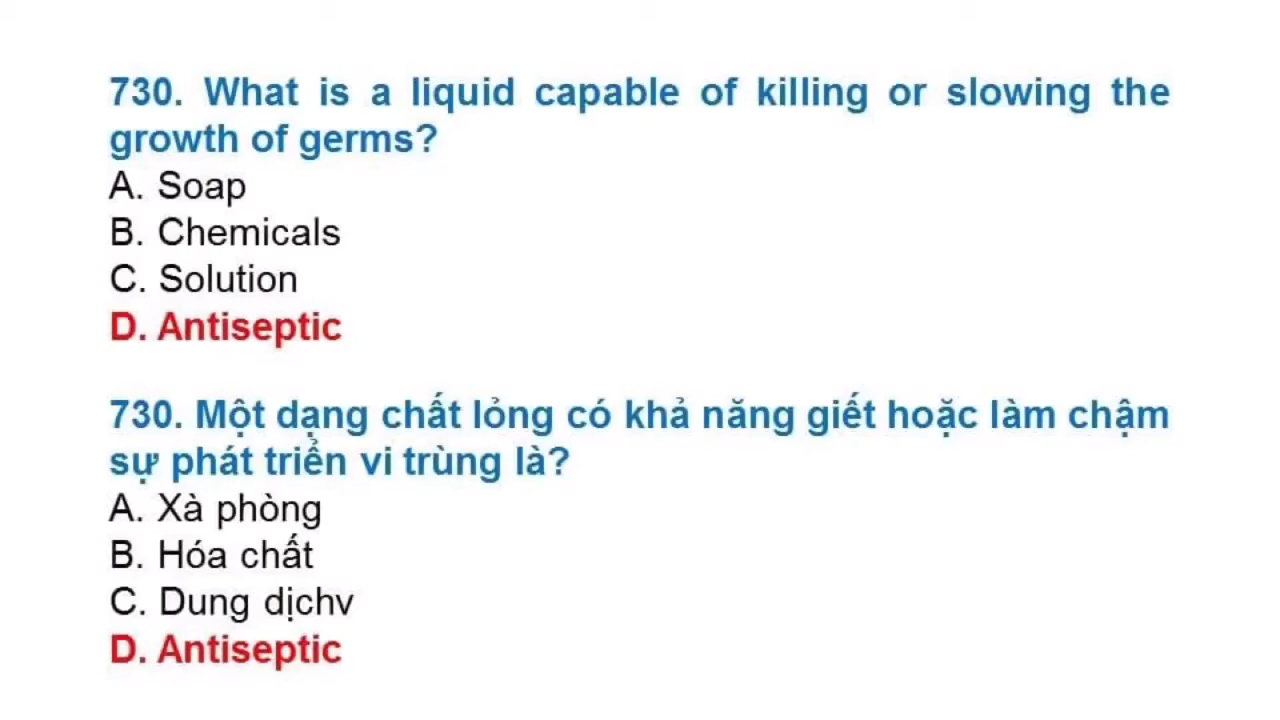 730. What is a liquid capable of killing or slowing the
growth of germs?
A. Soap
B. Chemicals
C. Solution
D. Antiseptic
730. Một dạng chất lỏng có khả năng giết hoặc làm chậm
sự phát triển vi trùng là?
A. Xà phòng
B. Hóa chất
C. Dung dịchv
D. Antiseptic